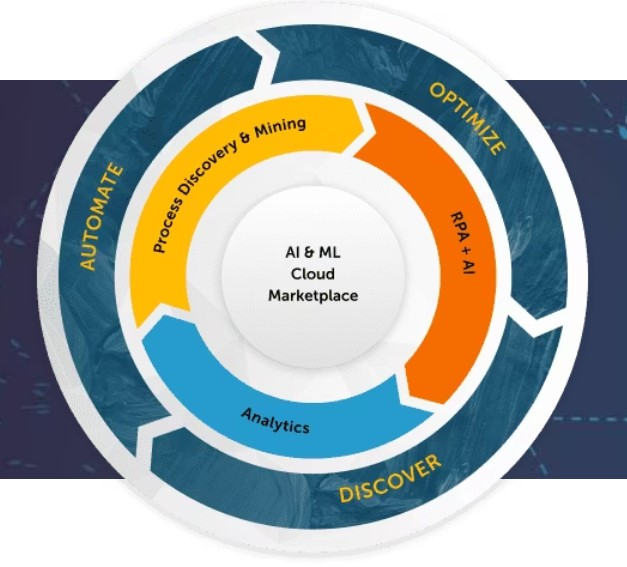 OPTIMIZE
AUTOMATE
DISCOVER
Process Discovery & Mining
RPA + AI
Analytics
AI & ML
Cloud
Marketplace